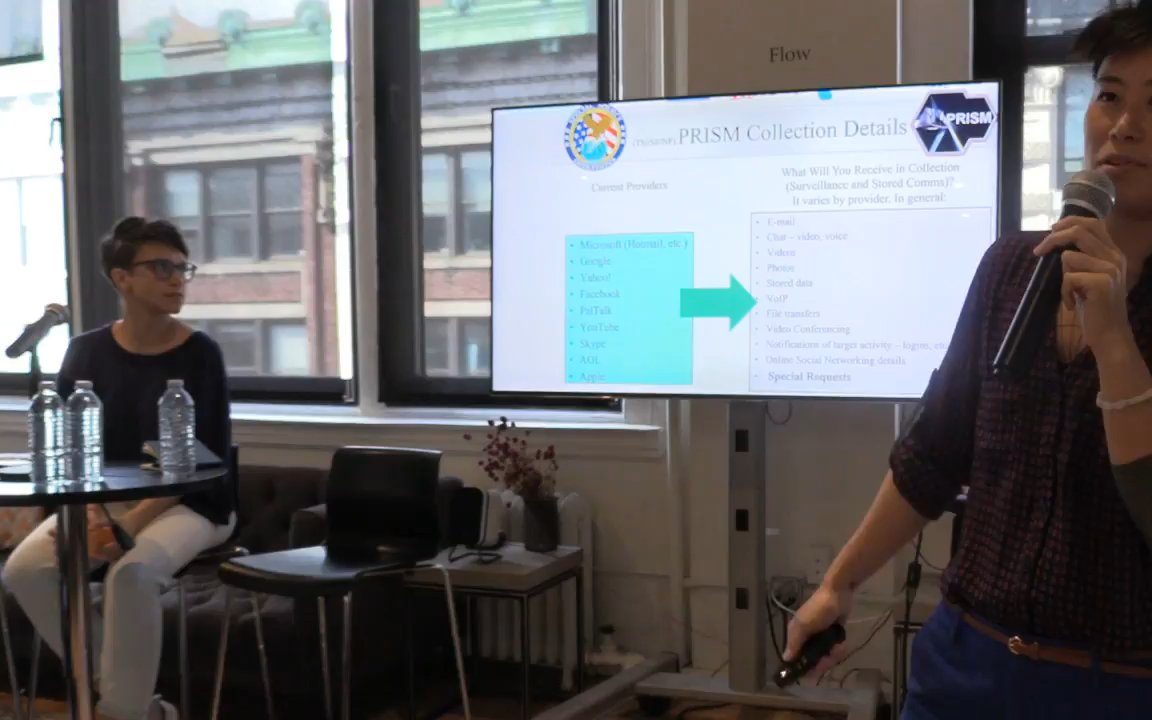 Flow
(TS//SI//NF) PRISM Collection Details
PRISM
Current Providers
What Will You Receive in Collection
(Surveillance and Stored Comms)?
It varies by provider. In general:
• Microsoft (Hotmail, etc.)
• Google
• Yahoo!
• Facebook
• PalTalk
• YouTube
• Skype
• AOL
• Apple
• E-mail
• Chat – video, voice
• Videos
• Photos
• Stored data
• VoIP
• File transfers
• Video Conferencing
• Notifications of target activity – logins, etc.
• Online Social Networking details
• Special Requests